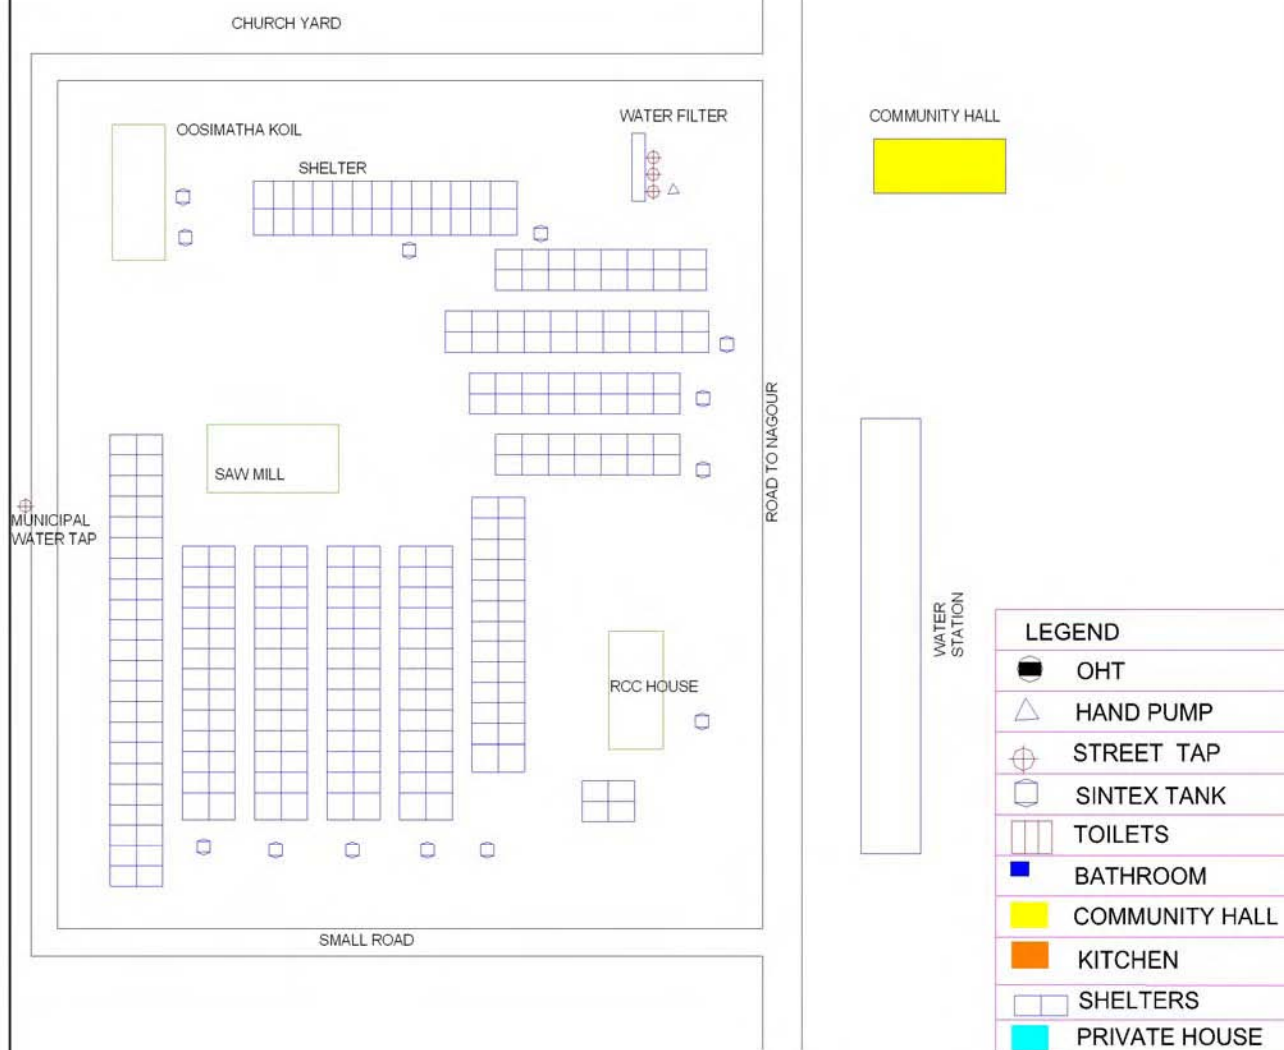 CHURCH YARD
OOSIMATHA KOIL
SHELTER
WATER FILTER
COMMUNITY HALL
SAW MILL
MUNICIPAL
WATER TAP
ROAD TO NAGOUR
RCC HOUSE
WATER
STATION
SMALL ROAD
LEGEND
OHT
HAND PUMP
STREET TAP
SINTEX TANK
TOILETS
BATHROOM
COMMUNITY HALL
KITCHEN
SHELTERS
PRIVATE HOUSE